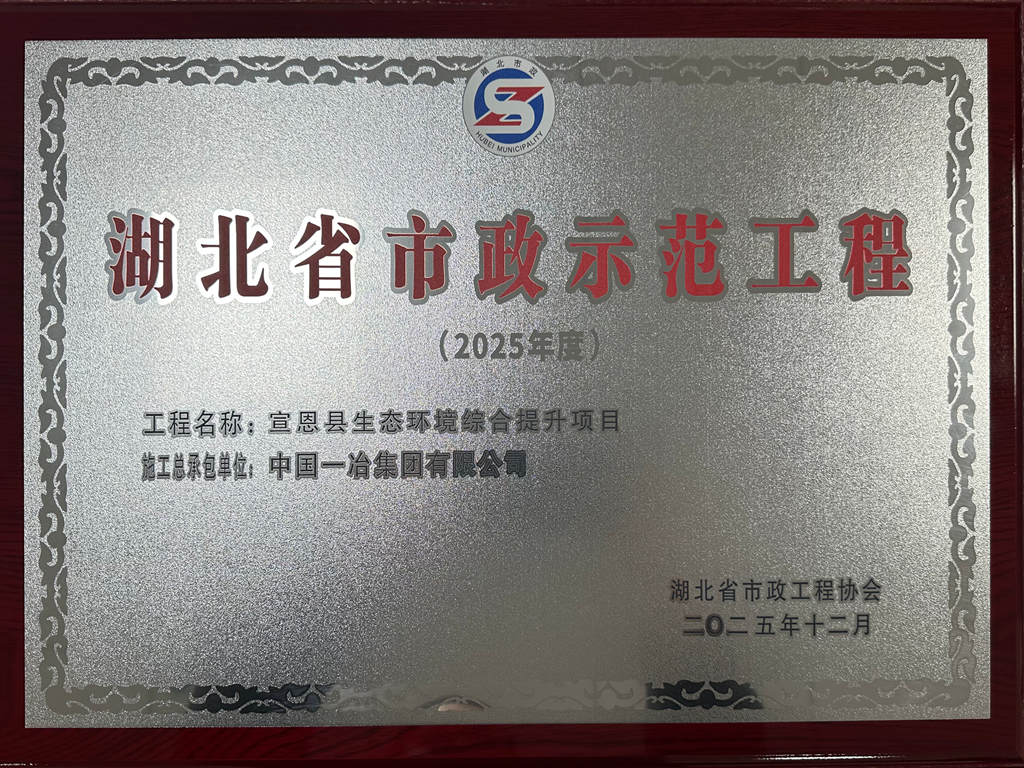 湖北市政
HUBEI MUNICIPALITY
湖北省市政示范工程
（2025年度）
工程名称：宣恩县生态环境综合提升项目
施工总承包单位：中国一冶集团有限公司
湖北省市政工程协会
二〇二五年十二月